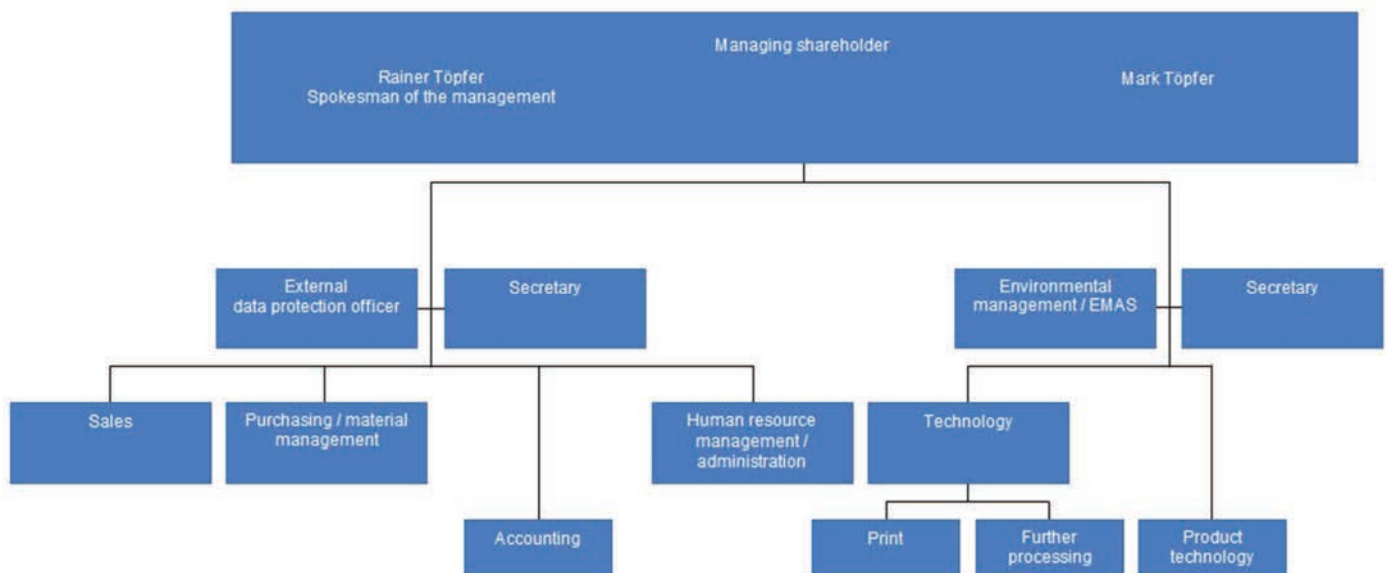 Managing shareholder
Rainer Töpfer
Spokesman of the management
Mark Töpfer
External
data protection officer
Secretary
Environmental
management / EMAS
Secretary
Sales
Purchasing / material
management
Human resource
management /
administration
Technology
Accounting
Print
Further
processing
Product
technology